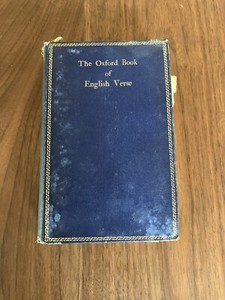 The Oxford Book
of
English Verse